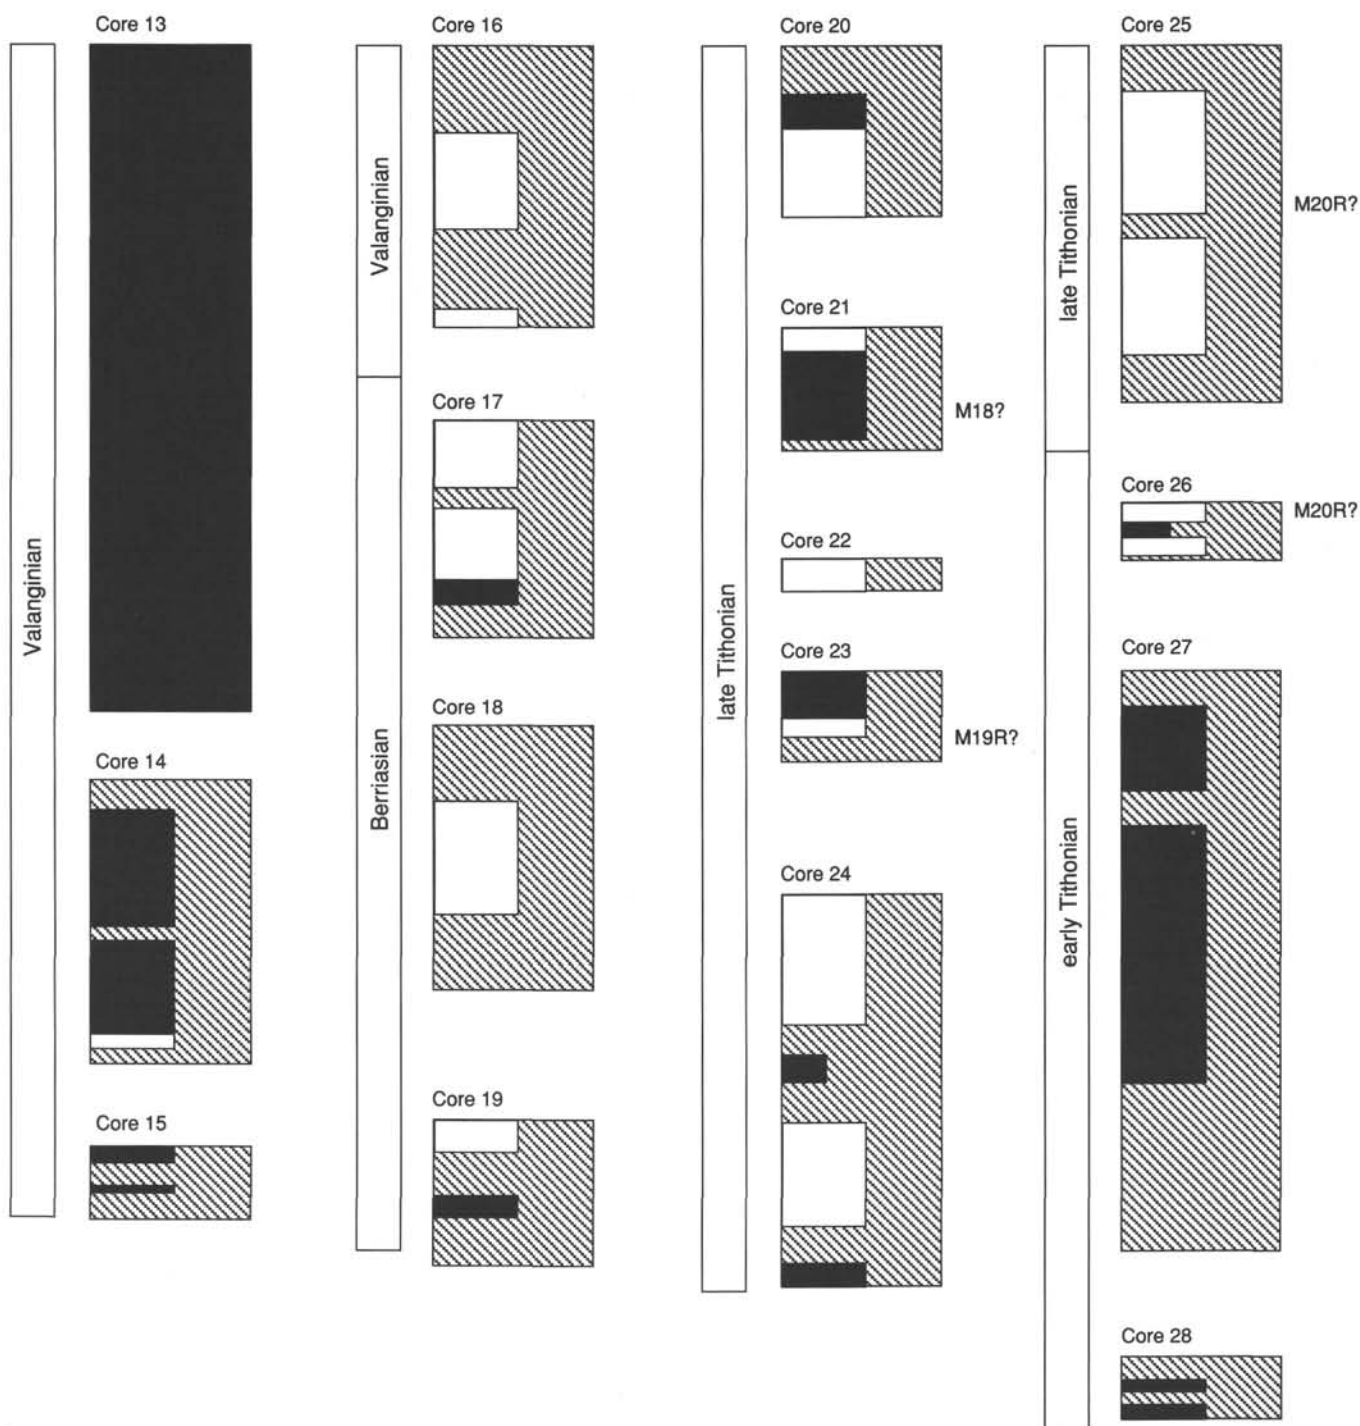 Core 13
Valanginian
Core 14
Core 15
Core 16
Valanginian
Core 17
Berriasian
Core 18
Core 19
Core 20
late Tithonian
Core 21
M18?
Core 22
Core 23
M19R?
Core 24
Core 25
late Tithonian
M20R?
Core 26
M20R?
Core 27
early Tithonian
Core 28